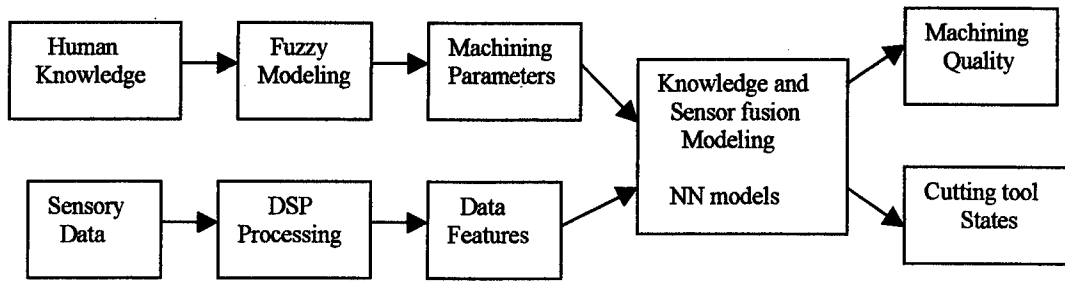 Human
Knowledge
Fuzzy
Modeling
Machining
Parameters
Knowledge and
Sensor fusion
Modeling
NN models
Machining
Quality
Sensory
Data
DSP
Processing
Data
Features
Cutting tool
States